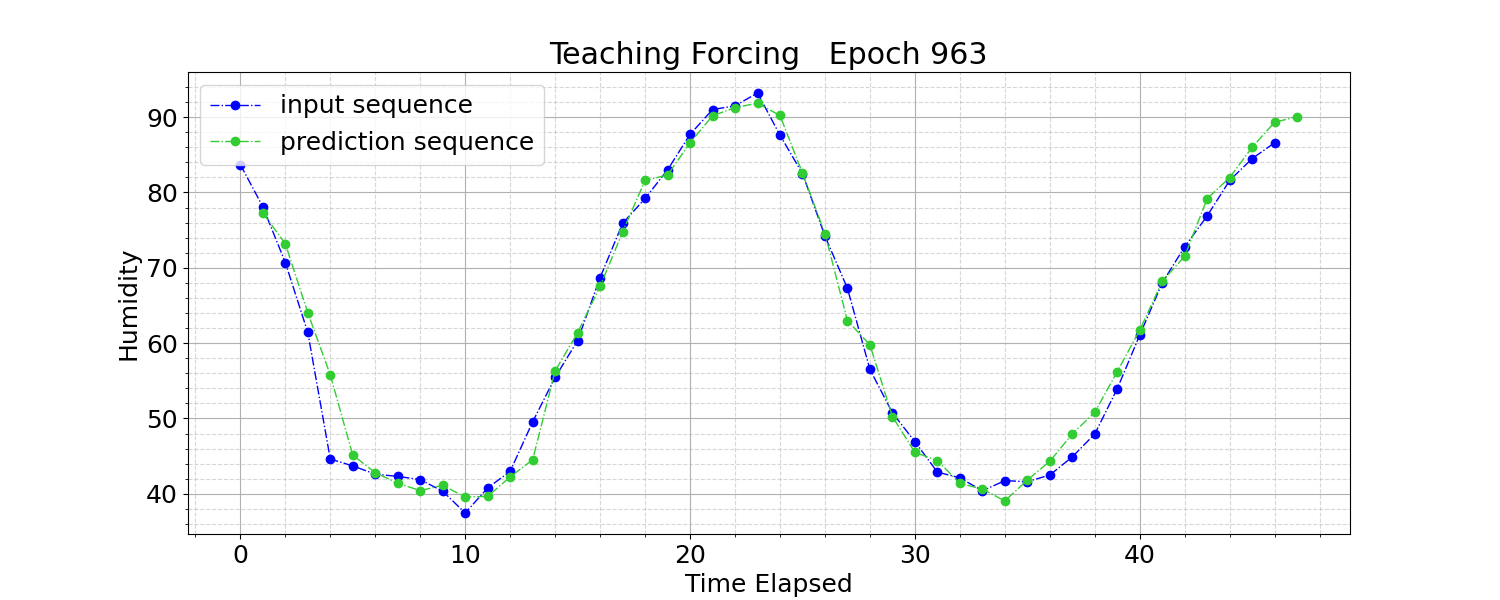 Teaching Forcing   Epoch 963
input sequence
prediction sequence
Humidity
90
80
70
60
50
40
0 10 20 30 40
Time Elapsed